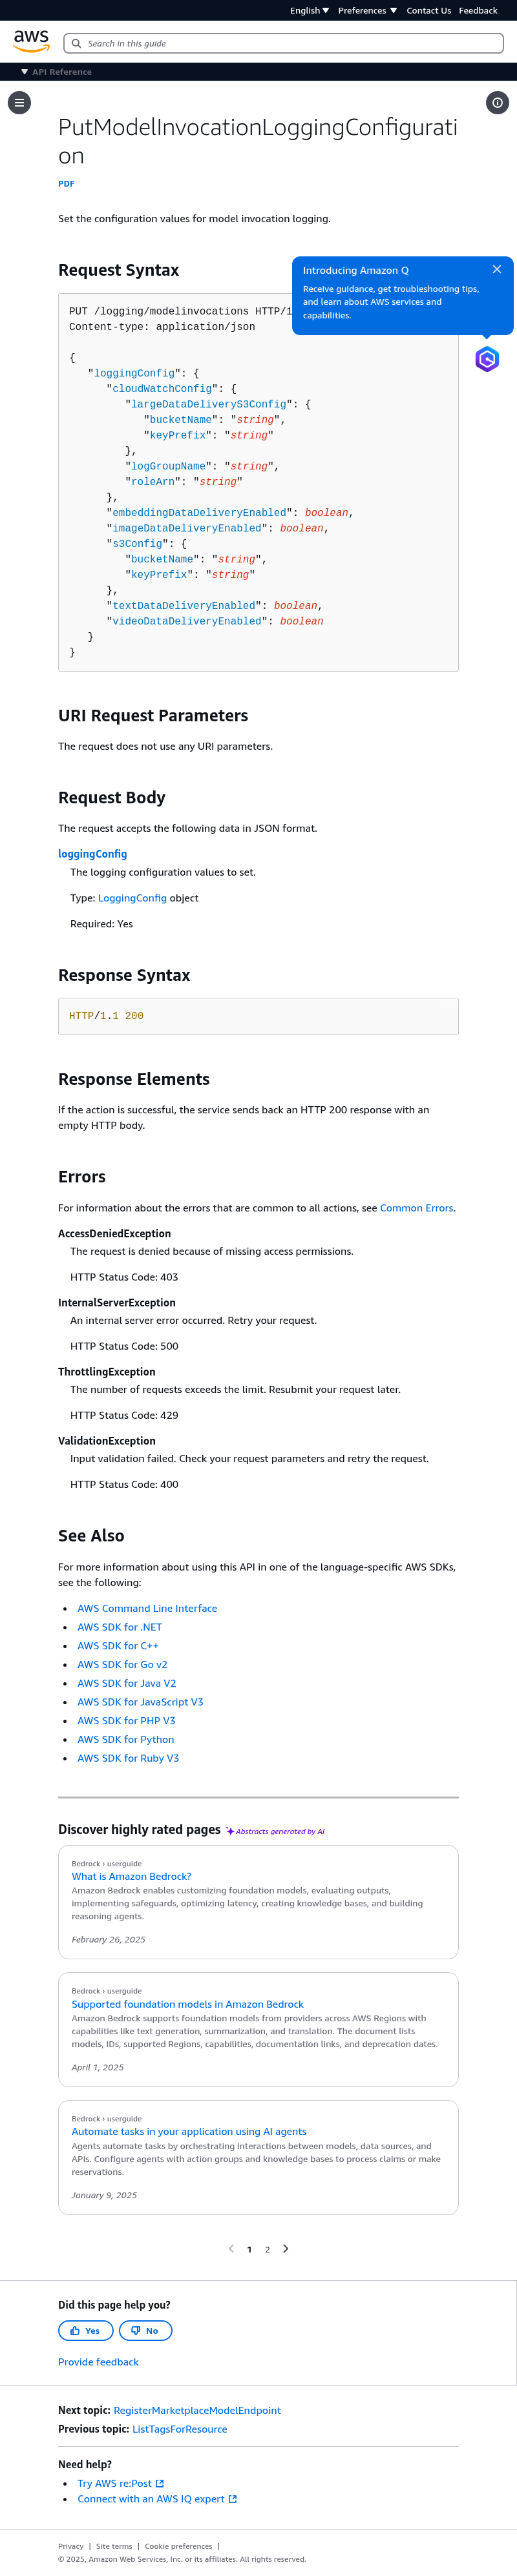 English Preferences Contact Us Feedback
aws
Search in this guide
API Reference
PutModelInvocationLoggingConfigurati
on
PDF
Set the configuration values for model invocation logging.
Request Syntax
Introducing Amazon Q
Receive guidance, get troubleshooting tips,
and learn about AWS services and
capabilities.
PUT /logging/modelinvocations HTTP/1
Content-type: application/json
{
"loggingConfig": {
"cloudWatchConfig": {
"largeDataDeliveryS3Config": {
"bucketName": "string",
"keyPrefix": "string"
},
"logGroupName": "string",
"roleArn": "string"
},
"embeddingDataDeliveryEnabled": boolean,
"imageDataDeliveryEnabled": boolean,
"s3Config": {
"bucketName": "string",
"keyPrefix": "string"
},
"textDataDeliveryEnabled": boolean,
"videoDataDeliveryEnabled": boolean
}
}
URI Request Parameters
The request does not use any URI parameters.
Request Body
The request accepts the following data in JSON format.
loggingConfig
The logging configuration values to set.
Type: LoggingConfig object
Required: Yes
Response Syntax
HTTP/1.1 200
Response Elements
If the action is successful, the service sends back an HTTP 200 response with an
empty HTTP body.
Errors
For information about the errors that are common to all actions, see Common Errors.
AccessDeniedException
The request is denied because of missing access permissions.
HTTP Status Code: 403
InternalServerException
An internal server error occurred. Retry your request.
HTTP Status Code: 500
ThrottlingException
The number of requests exceeds the limit. Resubmit your request later.
HTTP Status Code: 429
ValidationException
Input validation failed. Check your request parameters and retry the request.
HTTP Status Code: 400
See Also
For more information about using this API in one of the language-specific AWS SDKs,
see the following:
• AWS Command Line Interface
• AWS SDK for .NET
• AWS SDK for C++
• AWS SDK for Go v2
• AWS SDK for Java V2
• AWS SDK for JavaScript V3
• AWS SDK for PHP V3
• AWS SDK for Python
• AWS SDK for Ruby V3
Discover highly rated pages Abstracts generated by AI
Bedrock › userguide
What is Amazon Bedrock?
Amazon Bedrock enables customizing foundation models, evaluating outputs,
implementing safeguards, optimizing latency, creating knowledge bases, and building
reasoning agents.
February 26, 2025
Bedrock › userguide
Supported foundation models in Amazon Bedrock
Amazon Bedrock supports foundation models from providers across AWS Regions with
capabilities like text generation, summarization, and translation. The document lists
models, IDs, supported Regions, capabilities, documentation links, and deprecation dates.
April 1, 2025
Bedrock › userguide
Automate tasks in your application using AI agents
Agents automate tasks by orchestrating interactions between models, data sources, and
APIs. Configure agents with action groups and knowledge bases to process claims or make
reservations.
January 9, 2025
1 2
Did this page help you?
Yes No
Provide feedback
Next topic: RegisterMarketplaceModelEndpoint
Previous topic: ListTagsForResource
Need help?
• Try AWS re:Post
• Connect with an AWS IQ expert
Privacy | Site terms | Cookie preferences |
© 2025, Amazon Web Services, Inc. or its affiliates. All rights reserved.